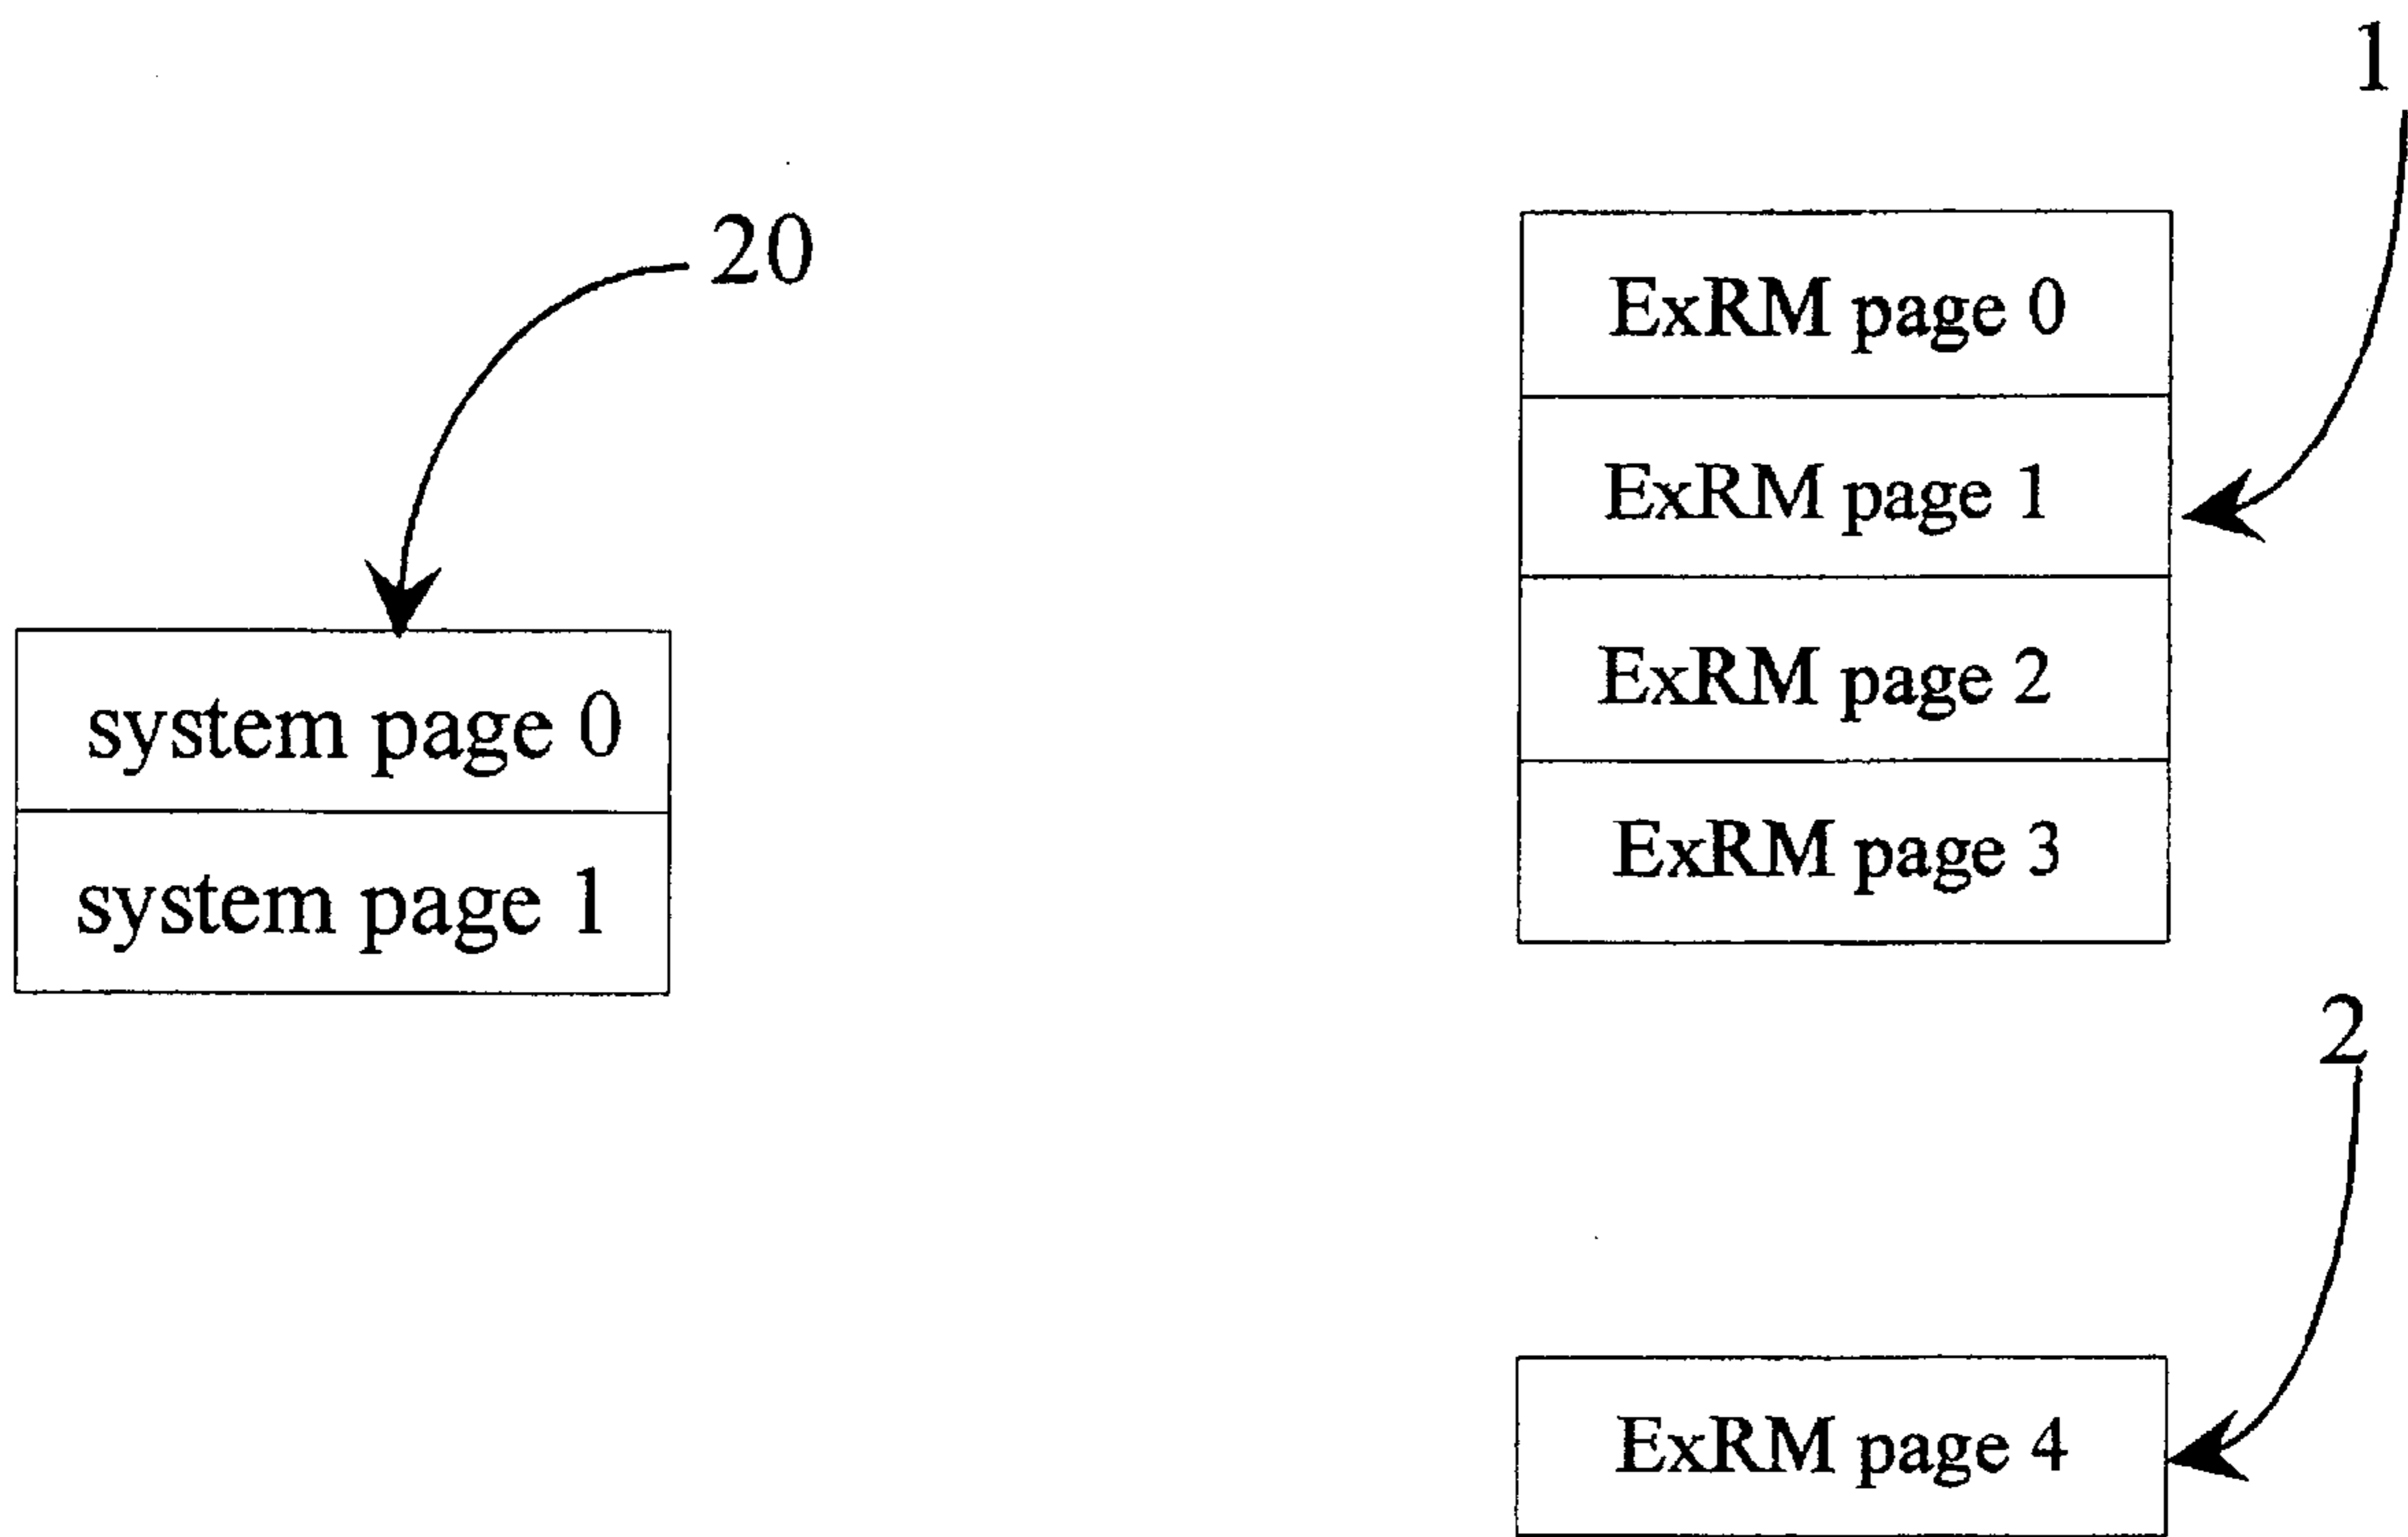 1
20
ExRM page 0
ExRM page 1
ExRM page 2
system page 0
ExRM page 3
system page 1
2
ExRM page 4